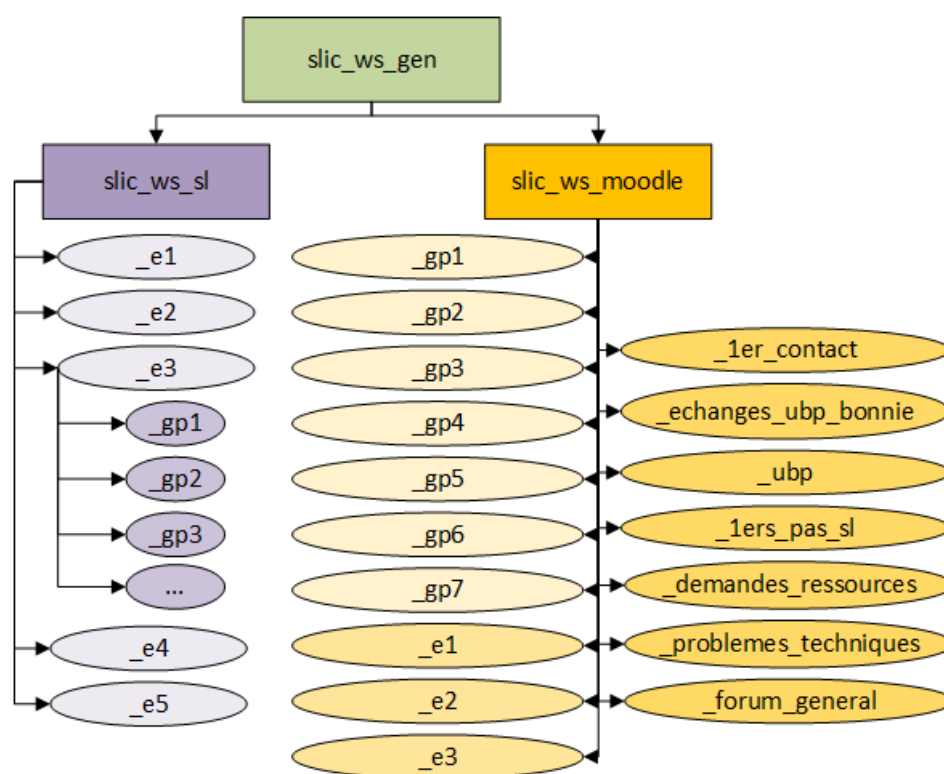 slic_ws_gen
slic_ws_sl
slic_ws_moodle
_e1
_e2
_e3
_gp1
_gp2
_gp3
...
_e4
_e5
_gp1
_gp2
_gp3
_gp4
_gp5
_gp6
_gp7
_e1
_e2
_e3
_1er_contact
_echanges_ubp_bonnie
_ubp
_1ers_pas_sl
_demandes_ressources
_problemes_techniques
_forum_general